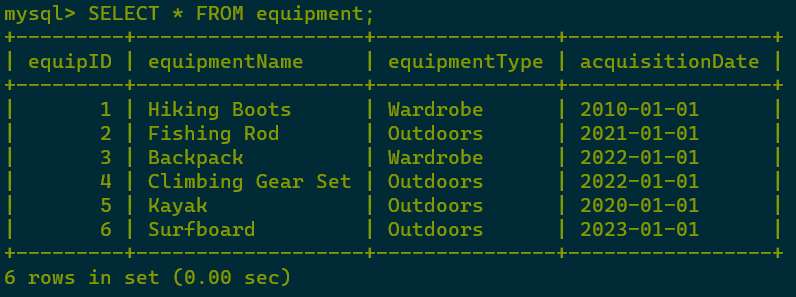 mysql> SELECT * FROM equipment;
+---------+-------------------+---------------+-----------------+
| equipID | equipmentName     | equipmentType | acquisitionDate |
+---------+-------------------+---------------+-----------------+
|       1 | Hiking Boots      | Wardrobe      | 2010-01-01      |
|       2 | Fishing Rod       | Outdoors      | 2021-01-01      |
|       3 | Backpack          | Wardrobe      | 2022-01-01      |
|       4 | Climbing Gear Set | Outdoors      | 2022-01-01      |
|       5 | Kayak             | Outdoors      | 2020-01-01      |
|       6 | Surfboard         | Outdoors      | 2023-01-01      |
+---------+-------------------+---------------+-----------------+
6 rows in set (0.00 sec)